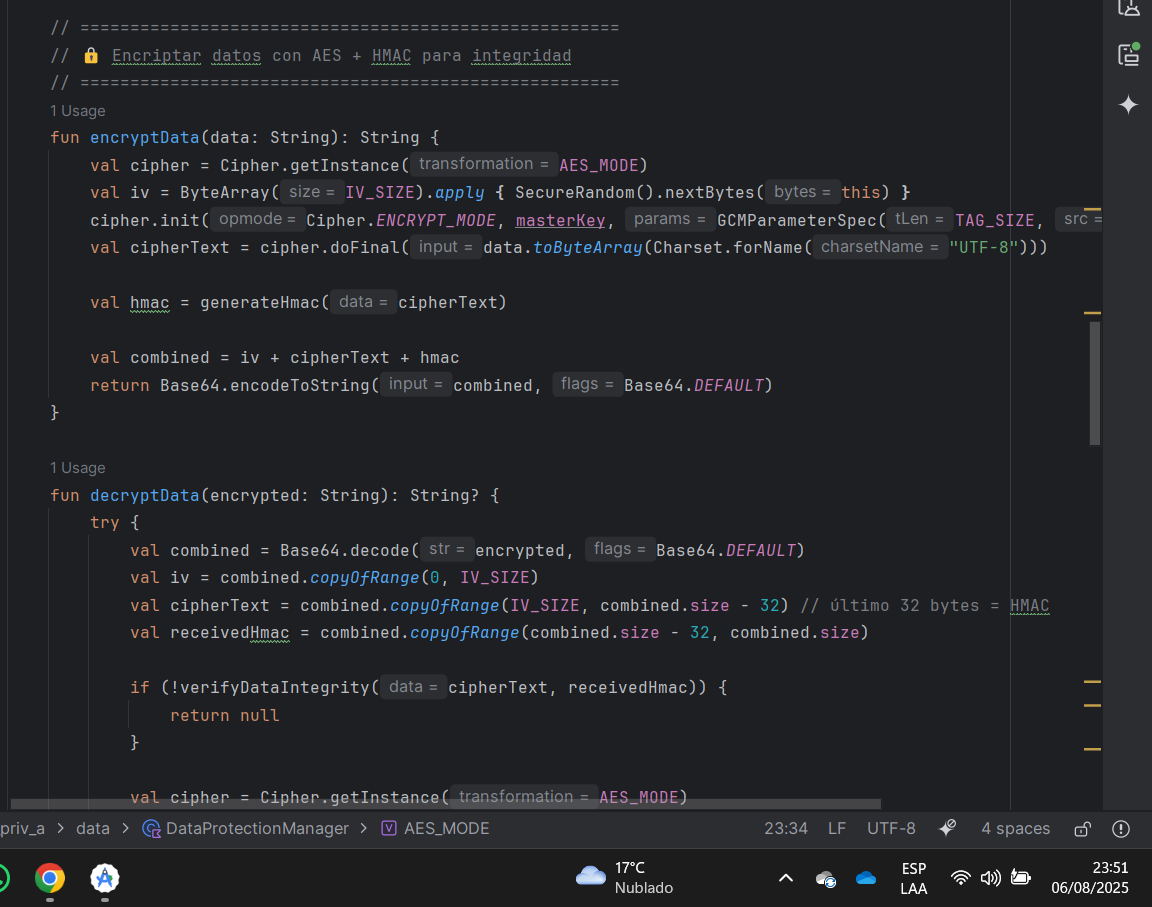 // ======================================================
// 🔒 Encriptar datos con AES + HMAC para integridad
// ======================================================
1 Usage
fun encryptData(data: String): String {
    val cipher = Cipher.getInstance( transformation = AES_MODE)
    val iv = ByteArray( size = IV_SIZE).apply { SecureRandom().nextBytes( bytes = this) }
    cipher.init( opmode = Cipher.ENCRYPT_MODE, masterKey, params = GCMParameterSpec( tLen = TAG_SIZE, src =
    val cipherText = cipher.doFinal( input = data.toByteArray(Charset.forName( charsetName = "UTF-8")))
    val hmac = generateHmac( data = cipherText)
    val combined = iv + cipherText + hmac
    return Base64.encodeToString( input = combined, flags = Base64.DEFAULT)
}
1 Usage
fun decryptData(encrypted: String): String? {
    try {
        val combined = Base64.decode( str = encrypted, flags = Base64.DEFAULT)
        val iv = combined.copyOfRange(0, IV_SIZE)
        val cipherText = combined.copyOfRange(IV_SIZE, combined.size - 32) // último 32 bytes = HMAC
        val receivedHmac = combined.copyOfRange(combined.size - 32, combined.size)
        if (!verifyDataIntegrity( data = cipherText, receivedHmac)) {
            return null
        }
        val cipher = Cipher.getInstance( transformation = AES_MODE)
priv_a > data > DataProtectionManager > AES_MODE 23:34 LF UTF-8 4 spaces
17°C
Nublado
ESP
LAA
23:51
06/08/2025